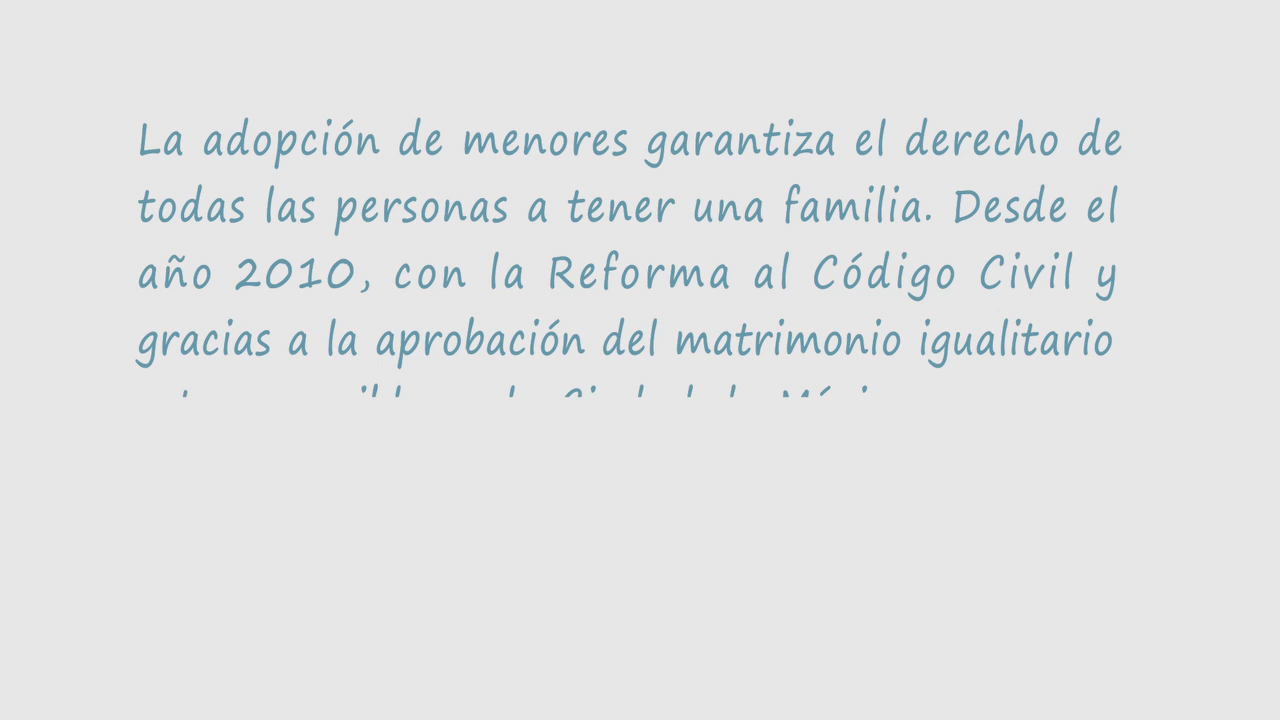 La adopción de menores garantiza el derecho de
todas las personas a tener una familia. Desde el
año 2010, con la Reforma al Código Civil y
gracias a la aprobación del matrimonio igualitario